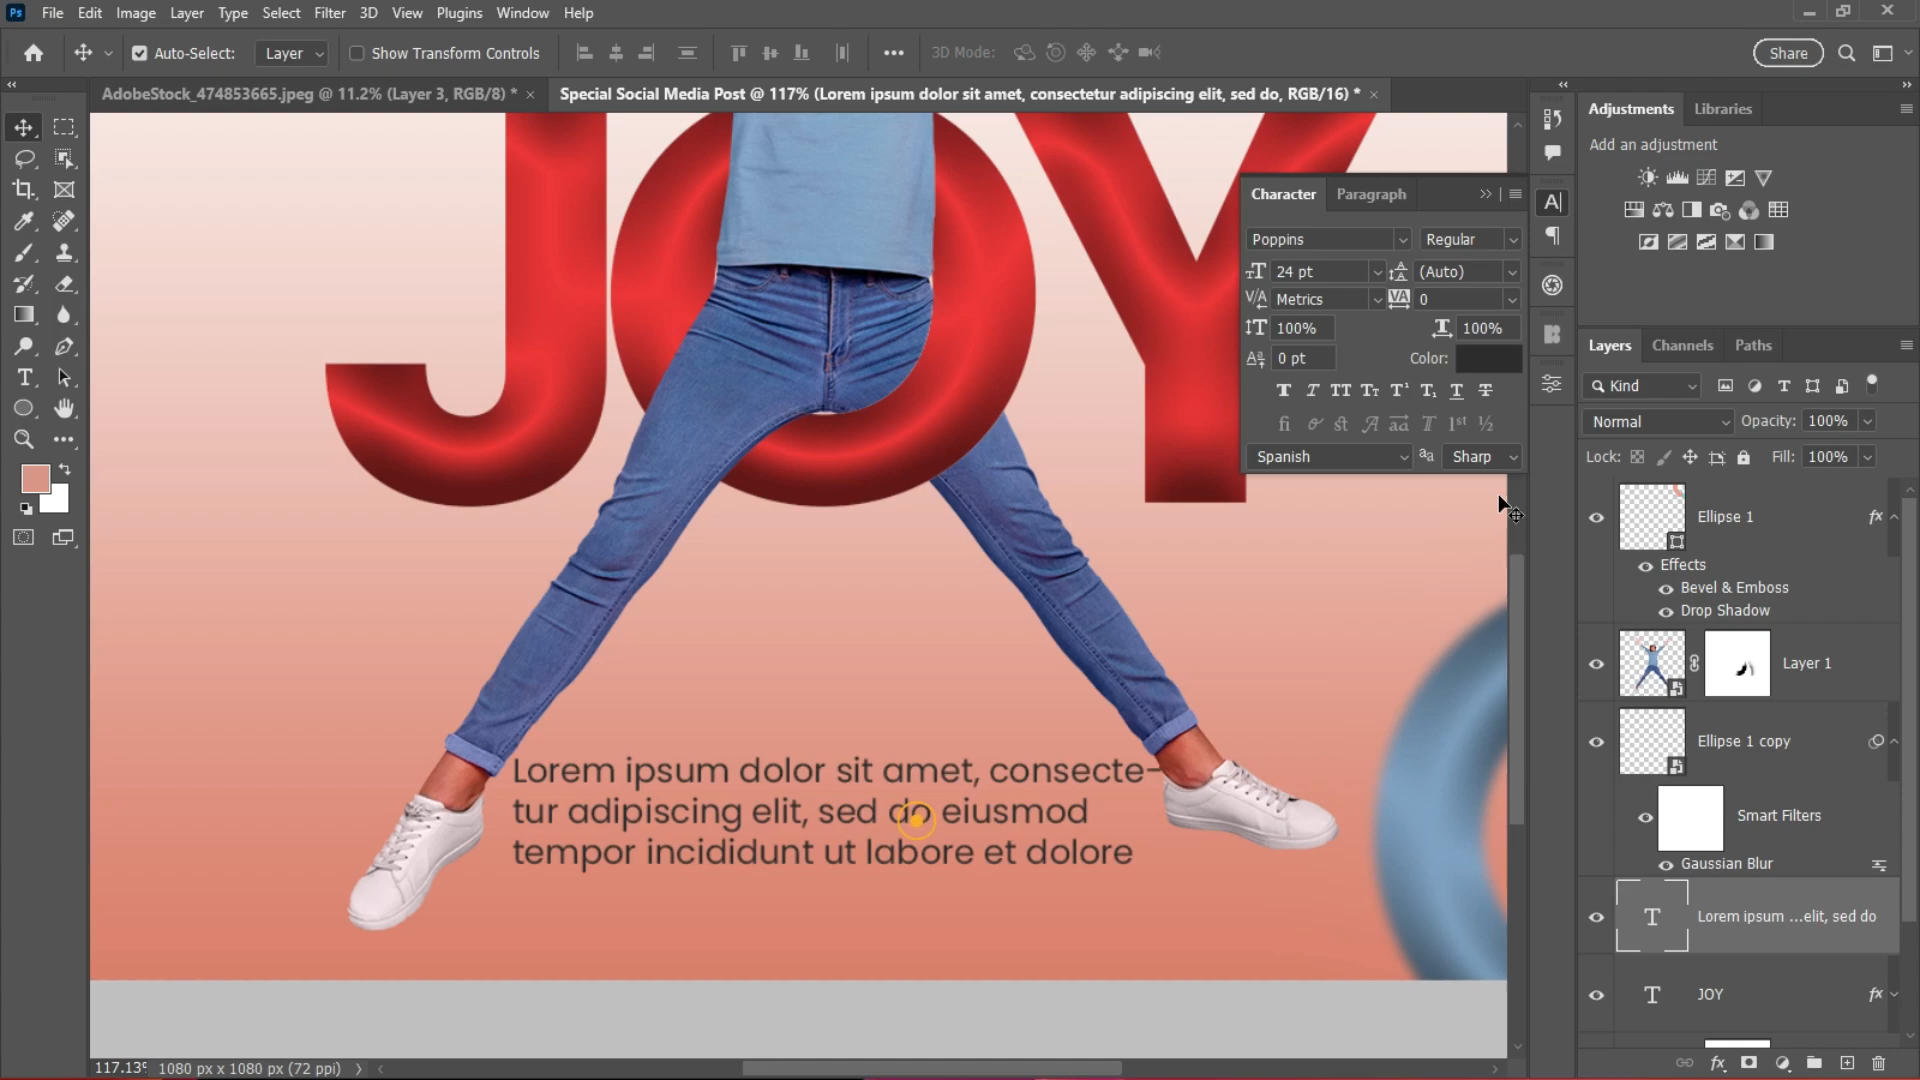 Ps File Edit Image Layer Type Select Filter 3D View Plugins Window Help
Auto-Select: Layer Show Transform Controls ••• 3D Mode: Share
AdobeStock_474853665.jpeg @ 11.2% (Layer 3, RGB/8) * ×
Special Social Media Post @ 117% (Lorem ipsum dolor sit amet, consectetur adipiscing elit, sed do, RGB/16) * ×
JOY
Lorem ipsum dolor sit amet, consecte-
tur adipiscing elit, sed do eiusmod
tempor incididunt ut labore et dolore
Character Paragraph
Poppins Regular
24 pt (Auto)
Metrics 0
100% 100%
0 pt Color:
Spanish Sharp
Adjustments Libraries
Add an adjustment
Layers Channels Paths
Kind
Normal Opacity: 100%
Lock: Fill: 100%
Ellipse 1 fx
Effects
Bevel & Emboss
Drop Shadow
Layer 1
Ellipse 1 copy
Smart Filters
Gaussian Blur
T Lorem ipsum ...elit, sed do
T JOY fx
117.13% 1080 px x 1080 px (72 ppi)